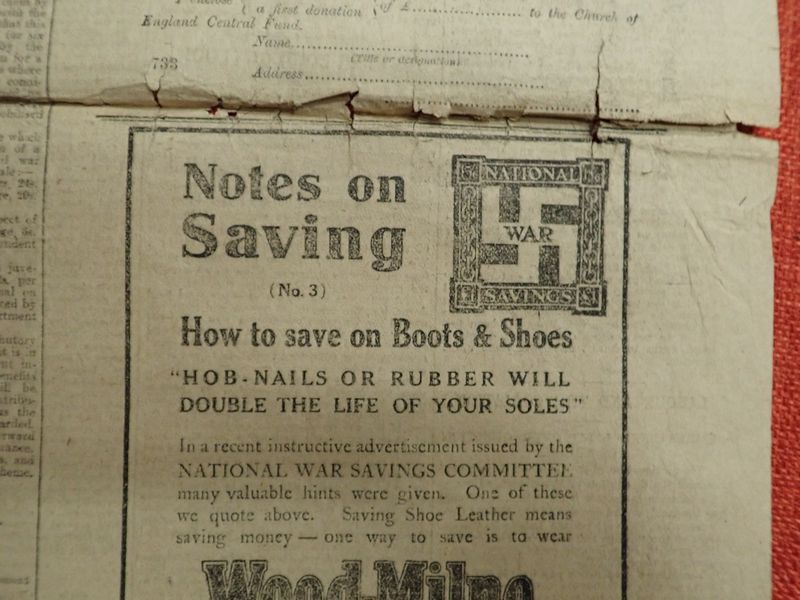 a first donation of £ to the Church of
England Central Fund.
Name
(Title or designation)
733
Address
Notes on
Saving
(No. 3)
NATIONAL
WAR
SAVINGS
How to save on Boots & Shoes
"HOB-NAILS OR RUBBER WILL
DOUBLE THE LIFE OF YOUR SOLES"
In a recent instructive advertisement issued by the
NATIONAL WAR SAVINGS COMMITTEE
many valuable hints were given. One of these
we quote above. Saving Shoe Leather means
saving money — one way to save is to wear
Wood-Milne